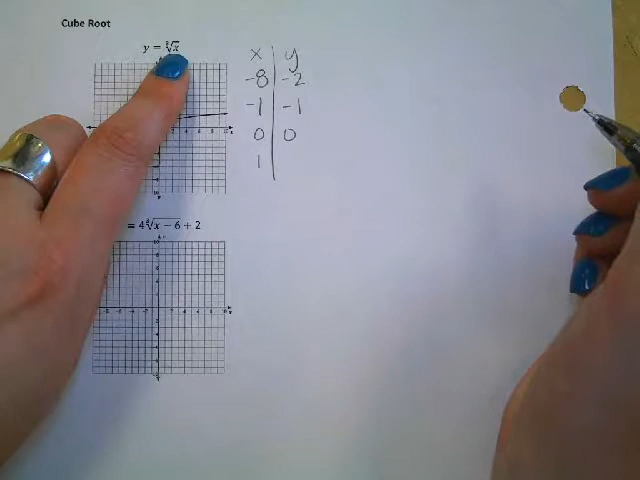 Cube Root
y = ∛x
x y
-8 -2
-1 -1
0 0
1
= 4∛x − 6 + 2